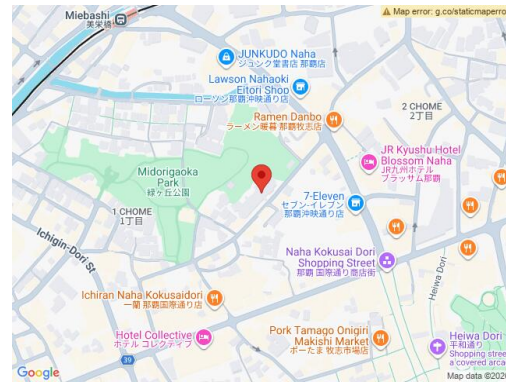 Miebashi
美栄橋
Map error: g.co/staticmaperro
JUNKUDO Naha
ジュンク堂書店 那覇店
Lawson Nahaoki
Eitori Shop
ローソン那覇沖映通り店
Ramen Danbo
ラーメン暖暮 那覇牧志店
2 CHOME
2丁目
JR Kyushu Hotel
Blossom Naha
JR九州ホテル
ブラッサム那覇
Midorigaoka
Park
緑ヶ丘公園
7-Eleven
セブン-イレブン
那覇沖映通り店
1 CHOME
1丁目
Ichigin-Dori St
Naha Kokusai Dori
Shopping Street
那覇 国際通り商店街
Heiwa Dori
Ichiran Naha Kokusaidori
一蘭 那覇国際通り店
Hotel Collective
ホテル コレクティブ
Pork Tamago Onigiri
Makishi Market
ポーたま 牧志市場店
Heiwa Dori
平和通り
Shopping stree
a covered arca
39
Google
Map data ©2026